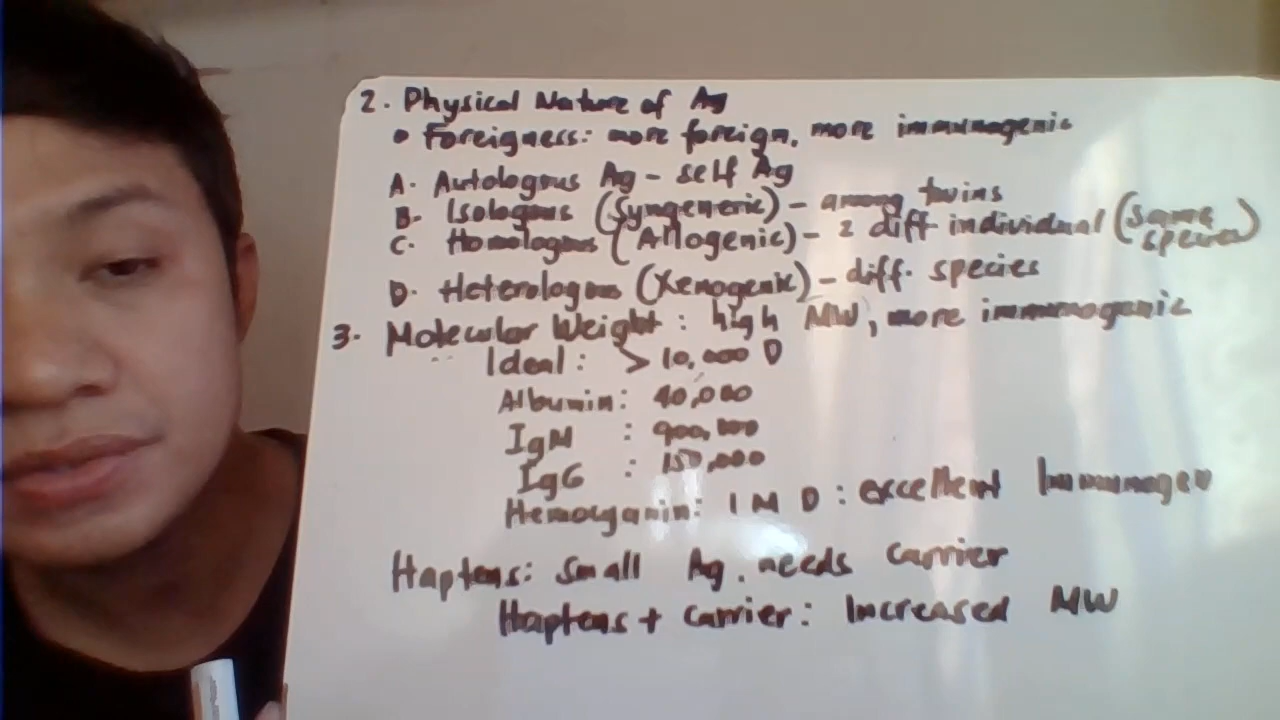 2. Physical Nature of Ag
• Foreigness: more foreign, more immunogenic
A. Autologous Ag - self Ag
B. Isologous (Syngeneric) - among twins
C. Homologous (Allogenic) - 2 diff individual (same species)
D. Heterologous (Xenogenic) - diff. species
3. Molecular Weight: high MW, more immunogenic
Ideal: > 10,000 D
Albumin: 40,000
IgM : 900,000
IgG : 150,000
Hemocyanin: 1 M D: excellent Immunogen
Haptens: small Ag. needs carrier
Haptens + carrier: Increased MW